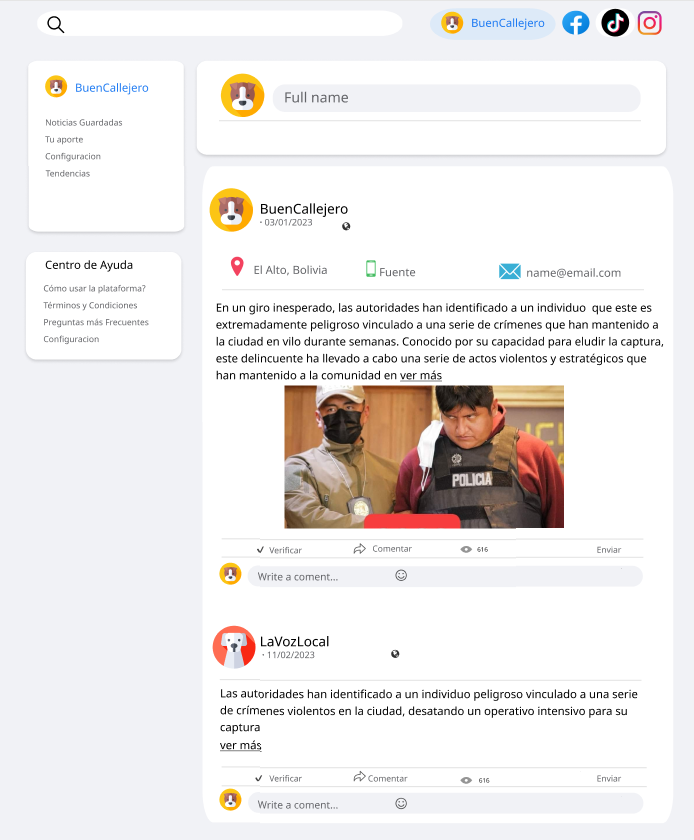 BuenCallejero
BuenCallejero
Noticias Guardadas
Tu aporte
Configuracion
Tendencias
Centro de Ayuda
Cómo usar la plataforma?
Términos y Condiciones
Preguntas más Frecuentes
Configuracion
Full name
BuenCallejero
· 03/01/2023
El Alto, Bolivia
Fuente
name@email.com
En un giro inesperado, las autoridades han identificado a un individuo que este es
extremadamente peligroso vinculado a una serie de crímenes que han mantenido a
la ciudad en vilo durante semanas. Conocido por su capacidad para eludir la captura,
este delincuente ha llevado a cabo una serie de actos violentos y estratégicos que
han mantenido a la comunidad en ver más
POLICIA
Verificar
Comentar
616
Enviar
Write a coment...
LaVozLocal
· 11/02/2023
Las autoridades han identificado a un individuo peligroso vinculado a una serie
de crímenes violentos en la ciudad, desatando un operativo intensivo para su
captura
ver más
Verificar
Comentar
616
Enviar
Write a coment...